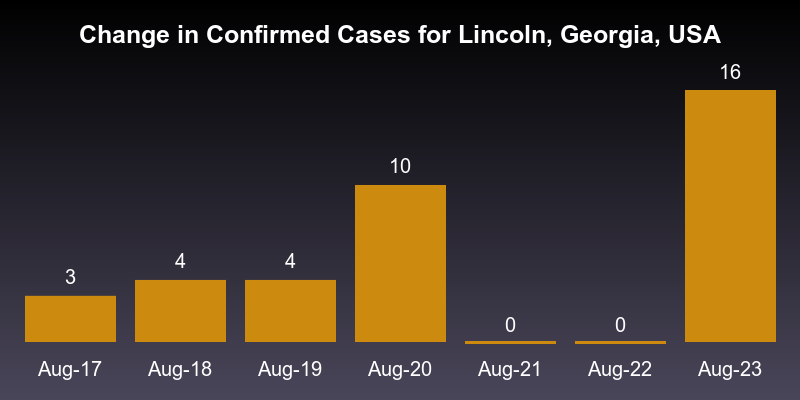 Change in Confirmed Cases for Lincoln, Georgia, USA
16
10
4
4
3
0
0
Aug-17
Aug-18
Aug-19
Aug-20
Aug-21
Aug-22
Aug-23